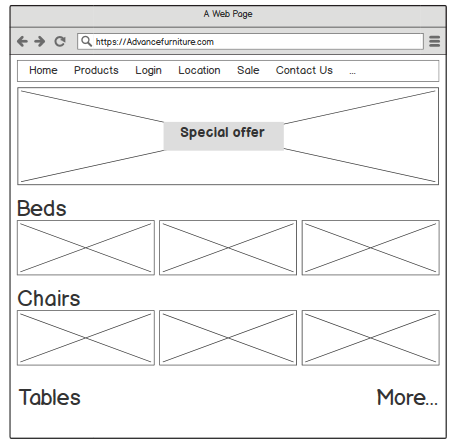 A Web Page
https://Advancefurniture.com
Home Products Login Location Sale Contact Us ...
Special offer
Beds
Chairs
Tables More...